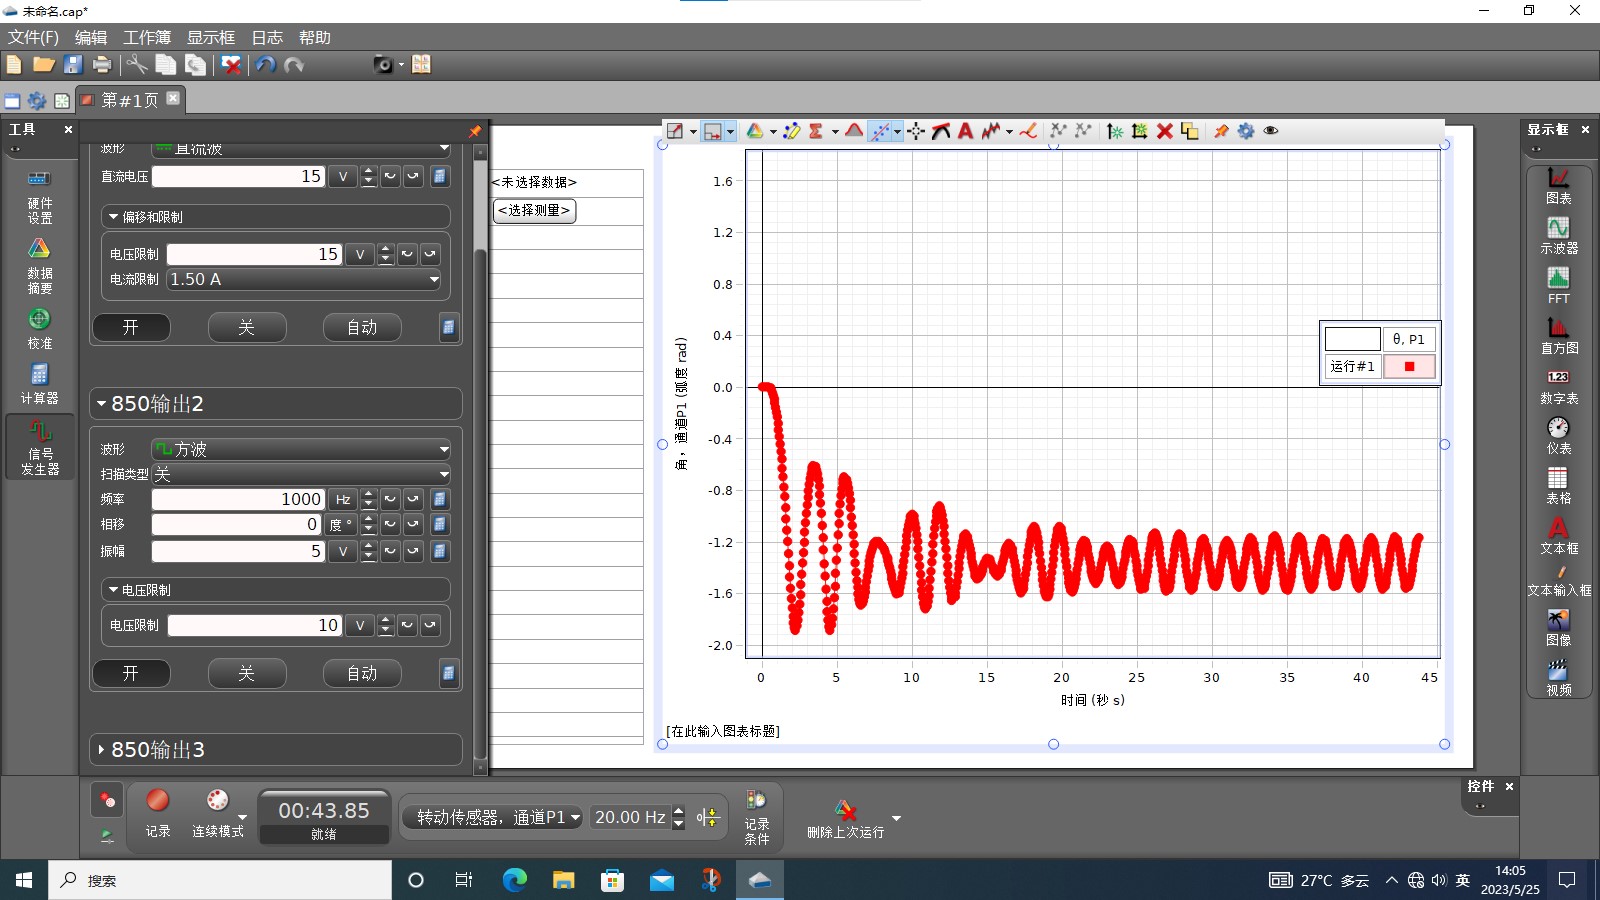 未命名.cap*
文件(F) 编辑 工作簿 显示框 日志 帮助
第#1页
工具
硬件
设置
数据
摘要
校准
计算器
信号
发生器
波形 直流波
直流电压 15 V
偏移和限制
电压限制 15 V
电流限制 1.50 A
开 关 自动
850输出2
波形 方波
扫描类型 关
频率 1000 Hz
相移 0 度 °
振幅 5 V
电压限制
电压限制 10 V
开 关 自动
850输出3
<未选择数据>
<选择测量>
角，通道P1 (弧度 rad)
1.6
1.2
0.8
0.4
0.0
-0.4
-0.8
-1.2
-1.6
-2.0
0 5 10 15 20 25 30 35 40 45
时间 (秒 s)
θ, P1
运行#1
[在此输入图表标题]
显示框
图表
示波器
FFT
直方图
1.23
数字表
仪表
表格
A
文本框
文本输入框
图像
视频
记录
连续模式
00:43.85
就绪
转动传感器，通道P1 20.00 Hz
记录
条件
删除上次运行
控件
搜索
27°C 多云
英
14:05
2023/5/25